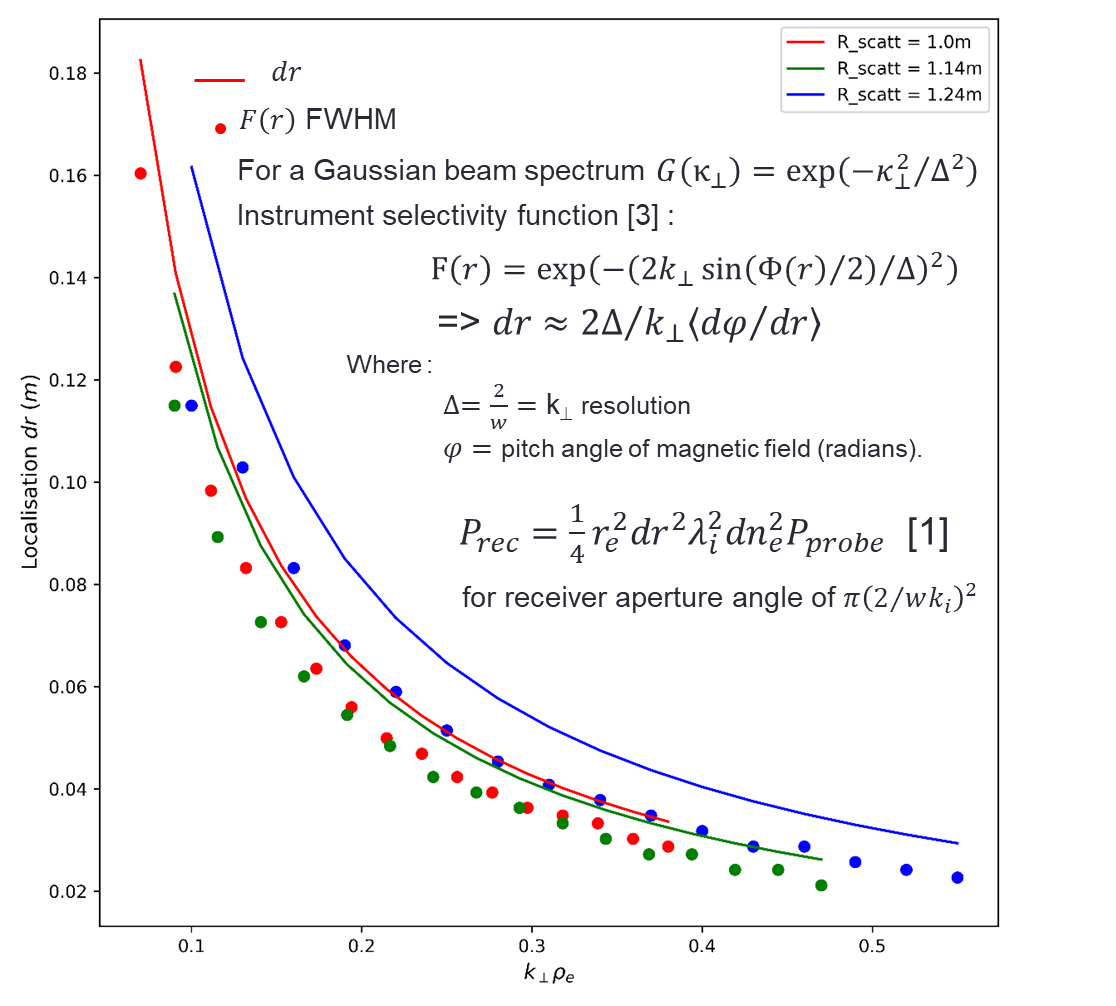 R_scatt = 1.0m
R_scatt = 1.14m
R_scatt = 1.24m
dr
F(r) FWHM
For a Gaussian beam spectrum G(κ⊥) = exp(−κ⊥²/Δ²)
Instrument selectivity function [3] :
F(r) = exp(−(2k⊥ sin(Φ(r)/2)/Δ)²)
=> dr ≈ 2Δ/k⊥⟨dφ/dr⟩
Where :
Δ= 2/w = k⊥ resolution
φ = pitch angle of magnetic field (radians).
P_rec = 1/4 r_e² dr² λ_i² dn_e² P_probe [1]
for receiver aperture angle of π(2/wk_i)²
Localisation dr (m)
0.18
0.16
0.14
0.12
0.10
0.08
0.06
0.04
0.02
0.1 0.2 0.3 0.4 0.5
k⊥ρ_e